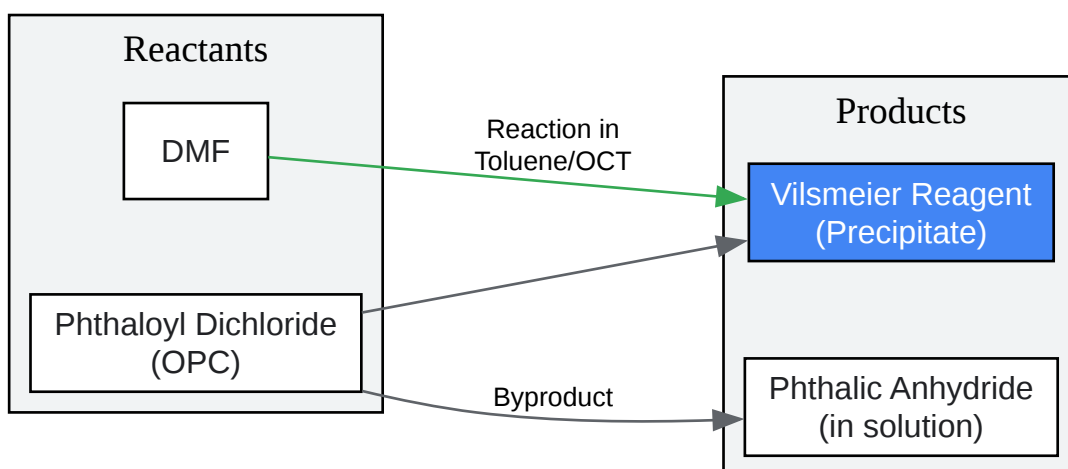 Reactants
DMF
Phthaloyl Dichloride
(OPC)
Reaction in
Toluene/OCT
Byproduct
Products
Vilsmeier Reagent
(Precipitate)
Phthalic Anhydride
(in solution)